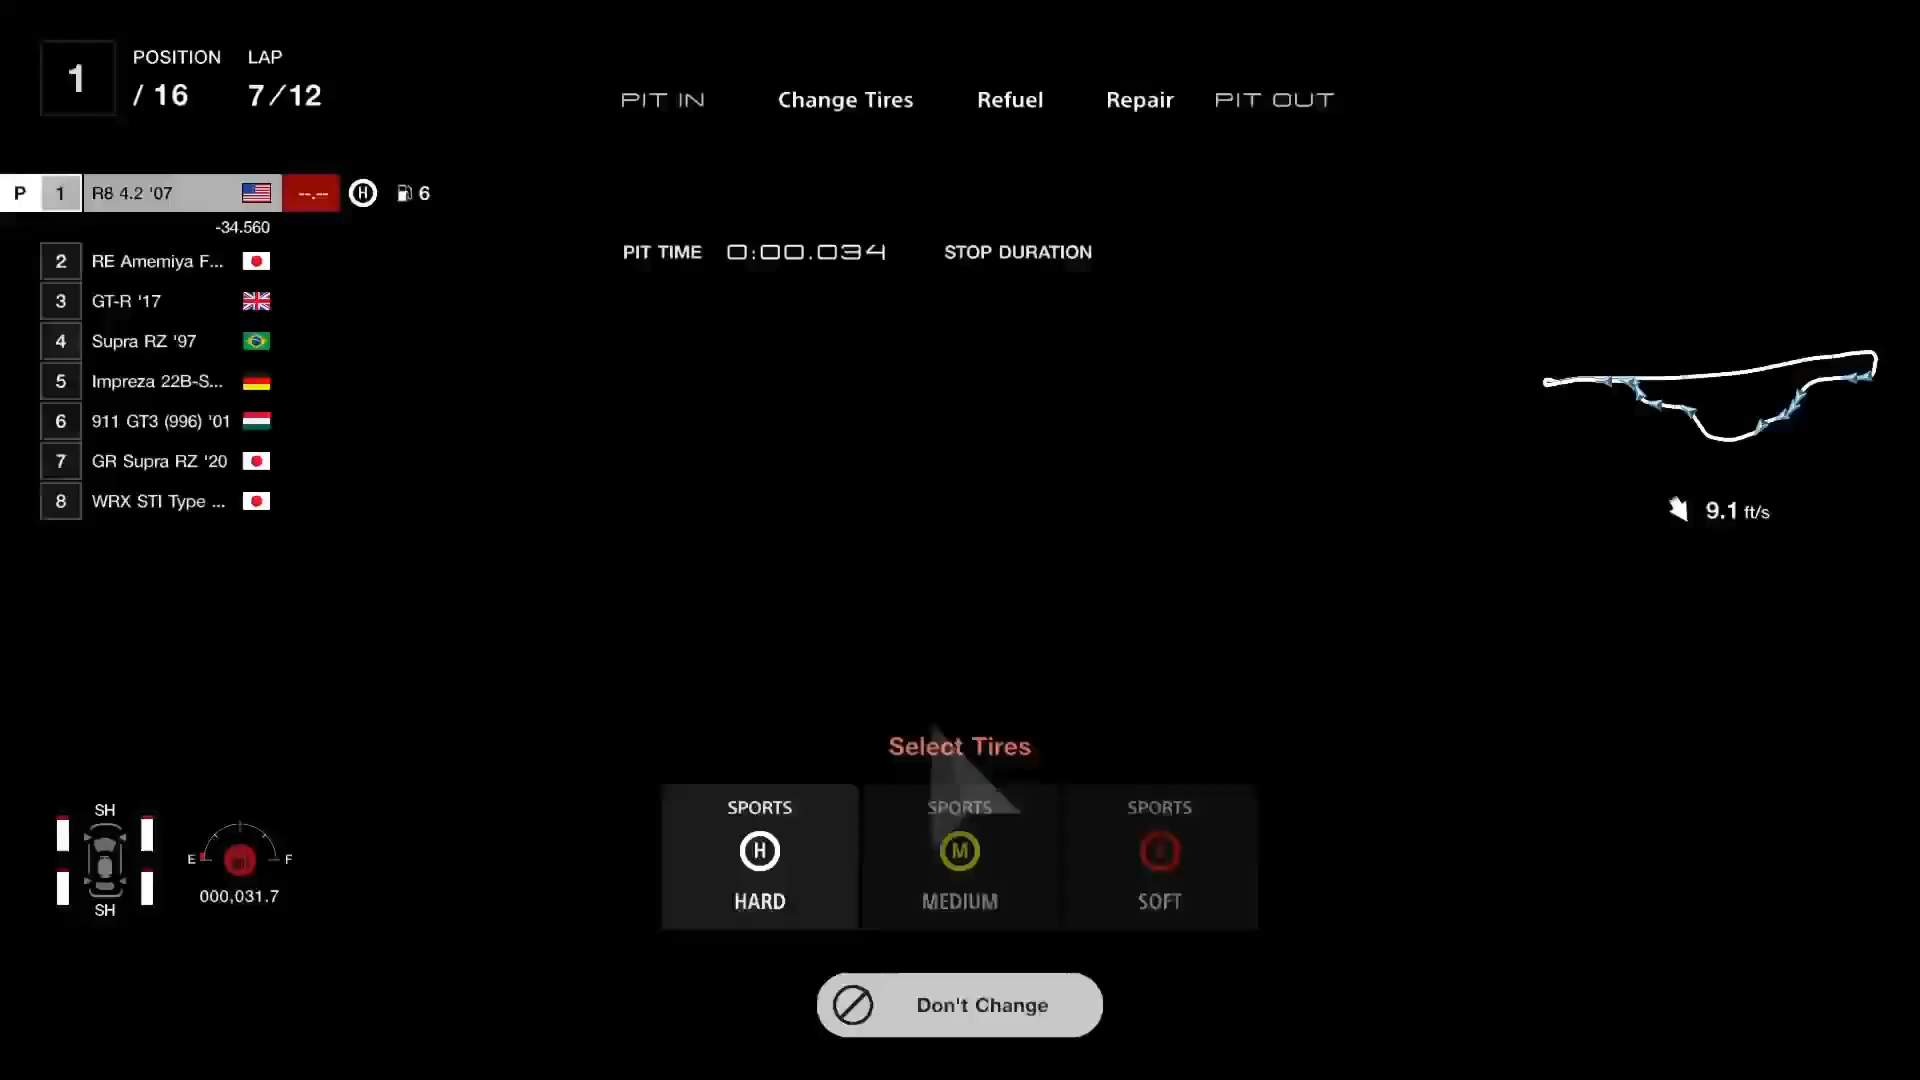 1
POSITION LAP
/ 16 7/12
PIT IN Change Tires Refuel Repair PIT OUT
P 1 R8 4.2 '07 --.-- H 6
-34.560
PIT TIME 0:00.034 STOP DURATION
2 RE Amemiya F...
3 GT-R '17
4 Supra RZ '97
5 Impreza 22B-S...
6 911 GT3 (996) '01
7 GR Supra RZ '20
8 WRX STI Type ...
9.1 ft/s
Select Tires
SPORTS H HARD
SPORTS M MEDIUM
SPORTS SOFT
SH
E F
000,031.7
SH
Don't Change